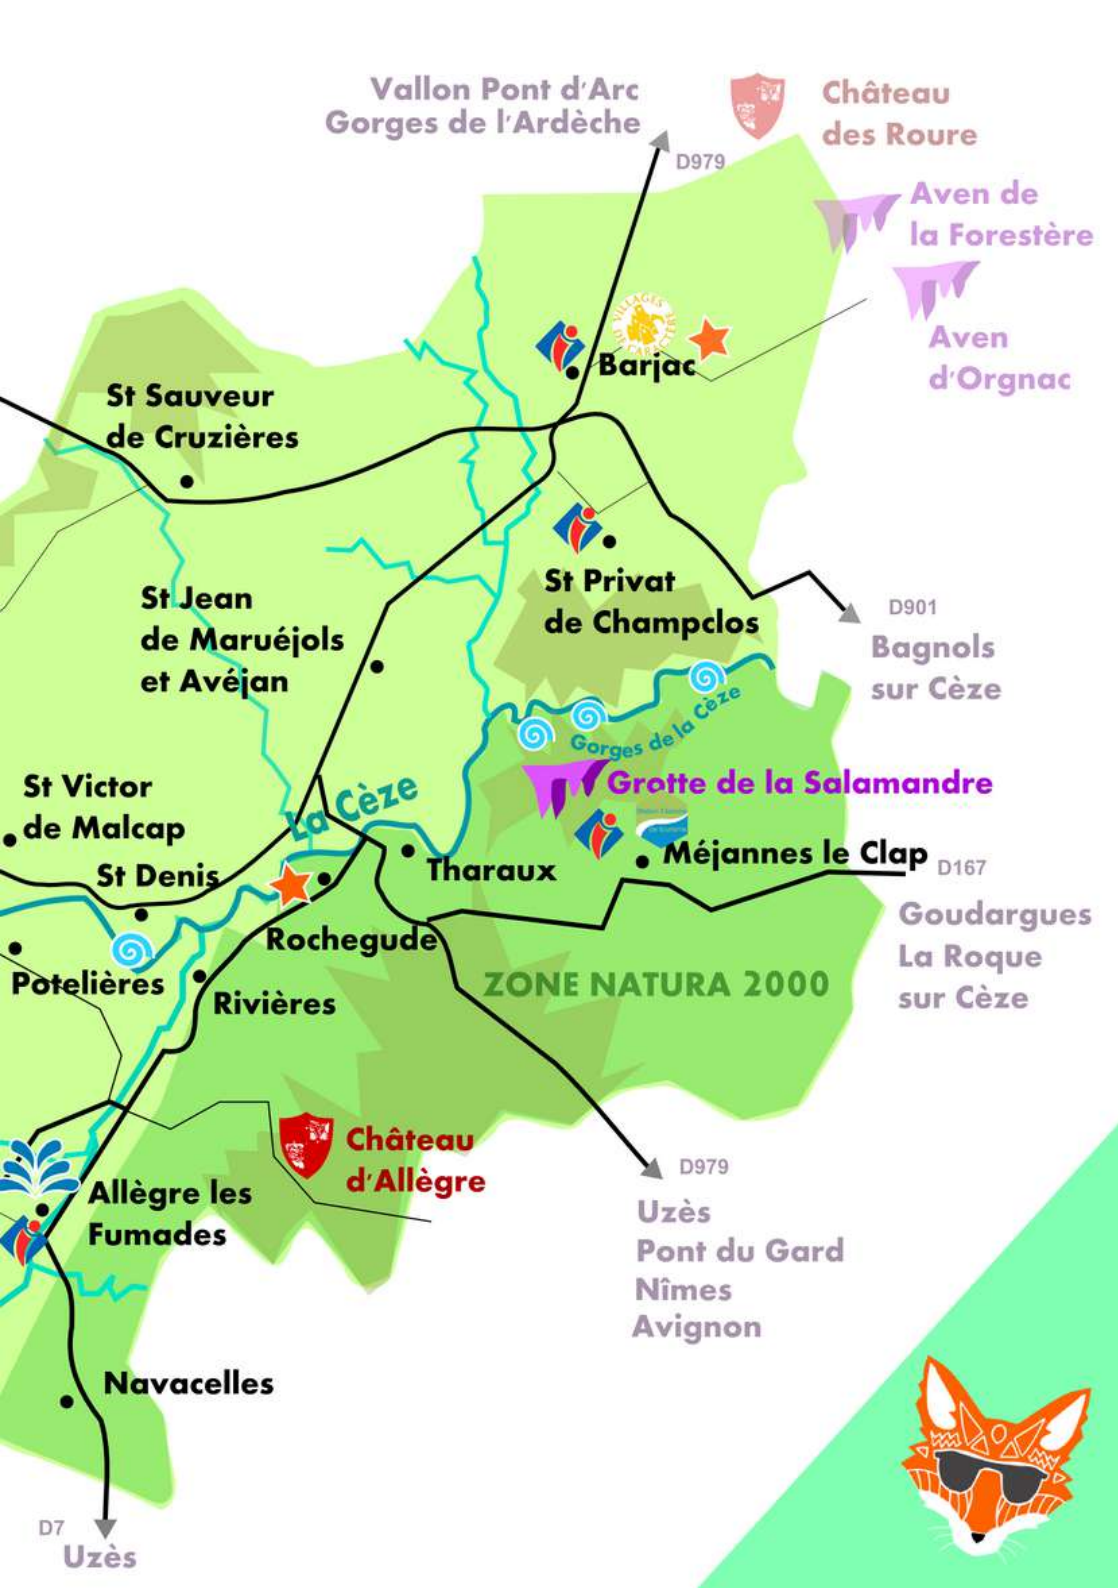 Vallon Pont d'Arc
Gorges de l'Ardèche
D979
Château
des Roure
Aven de
la Forestère
Aven
d'Orgnac
VILLAGES
DE CARACTÈRE
Barjac
St Sauveur
de Cruzières
St Privat
de Champclos
St Jean
de Maruéjols
et Avéjan
D901
Bagnols
sur Cèze
Gorges de la Cèze
Grotte de la Salamandre
St Victor
de Malcap
La Cèze
Méjannes le Clap
D167
St Denis
Tharaux
Goudargues
La Roque
sur Cèze
Rochegude
Potelières
Rivières
ZONE NATURA 2000
Château
d'Allègre
D979
Allègre les
Fumades
Uzès
Pont du Gard
Nîmes
Avignon
Navacelles
D7
Uzès